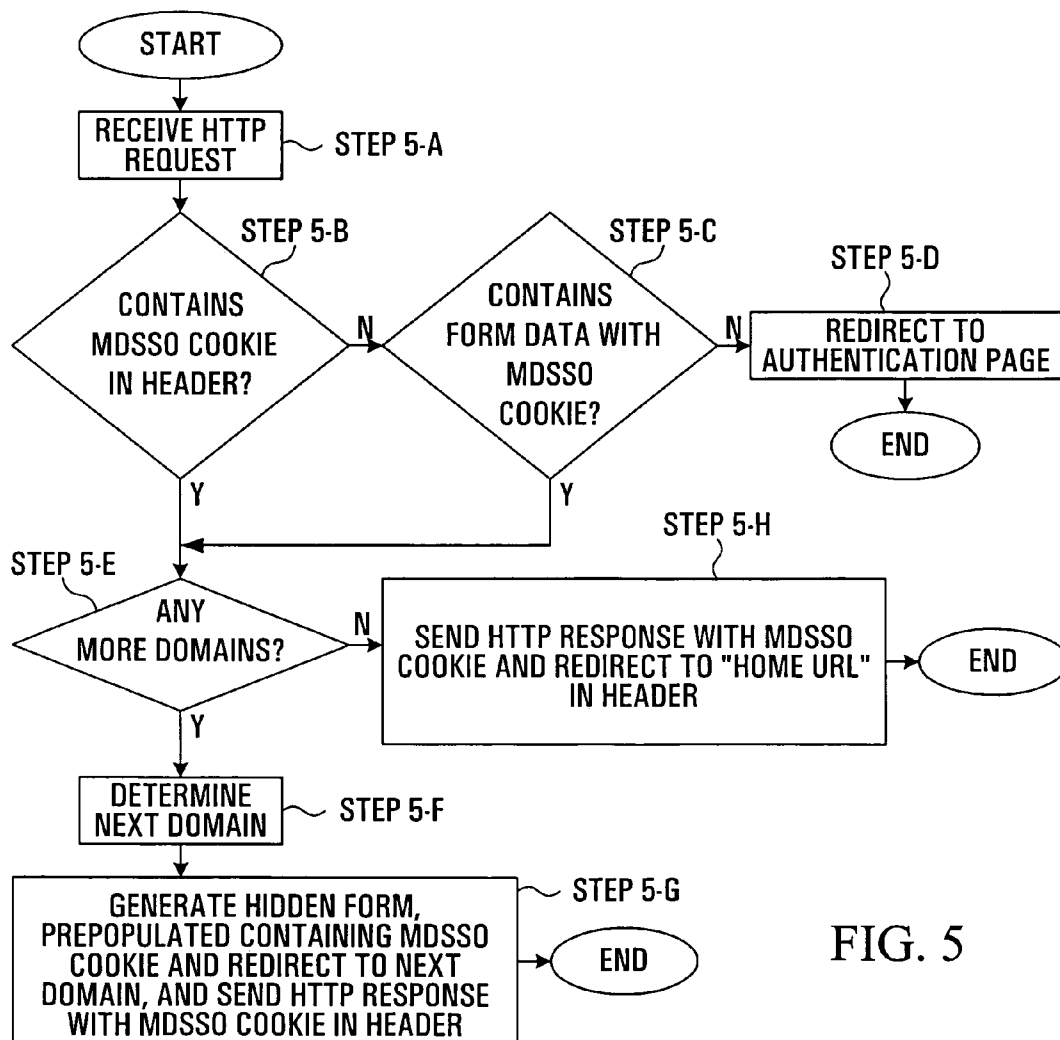 START
RECEIVE HTTP
REQUEST
STEP 5-A
STEP 5-B
CONTAINS
MDSSO COOKIE
IN HEADER?
N
Y
STEP 5-C
CONTAINS
FORM DATA WITH
MDSSO
COOKIE?
N
Y
STEP 5-D
REDIRECT TO
AUTHENTICATION PAGE
END
STEP 5-E
ANY
MORE DOMAINS?
N
Y
STEP 5-H
SEND HTTP RESPONSE WITH MDSSO
COOKIE AND REDIRECT TO "HOME URL"
IN HEADER
END
DETERMINE
NEXT DOMAIN
STEP 5-F
STEP 5-G
GENERATE HIDDEN FORM,
PREPOPULATED CONTAINING MDSSO
COOKIE AND REDIRECT TO NEXT
DOMAIN, AND SEND HTTP RESPONSE
WITH MDSSO COOKIE IN HEADER
END
FIG. 5